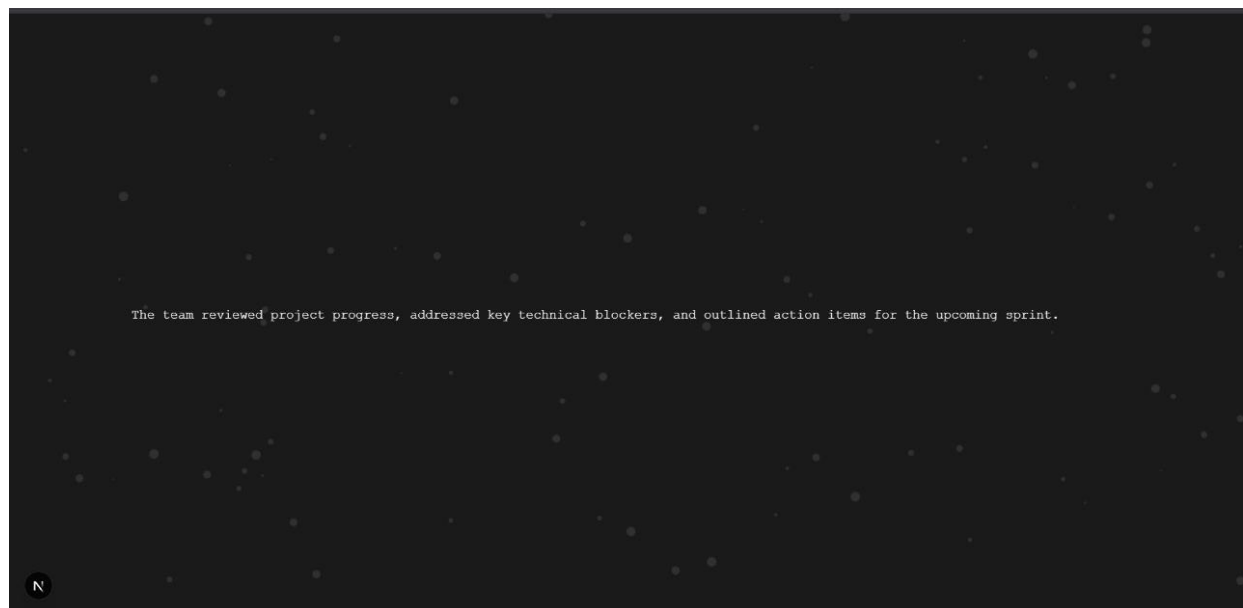 The team reviewed project progress, addressed key technical blockers, and outlined action items for the upcoming sprint.
N